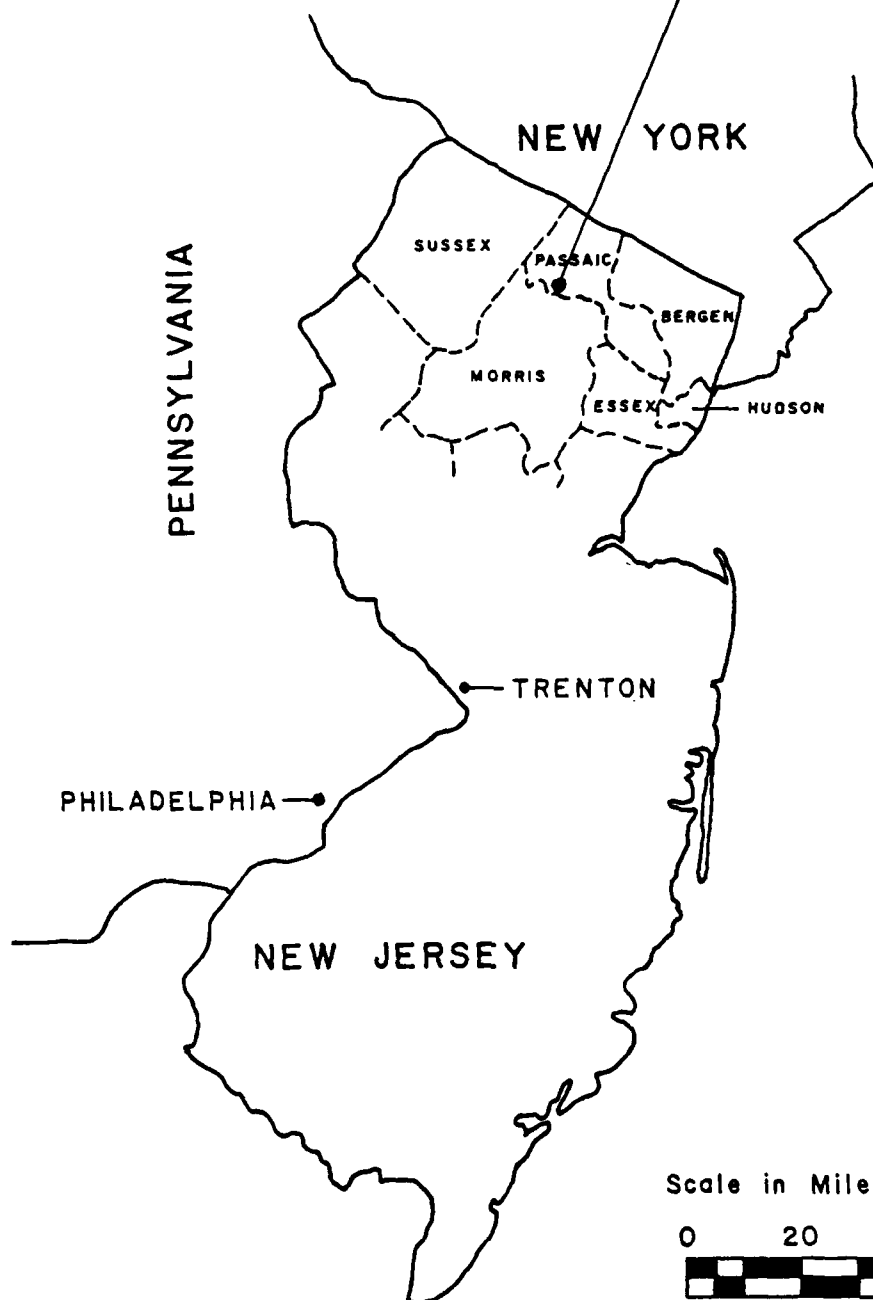 NEW YORK
SUSSEX
PASSAIC
PENNSYLVANIA
BERGEN
MORRIS
ESSEX
HUDSON
TRENTON
PHILADELPHIA
NEW JERSEY
Scale in Mile
0 20